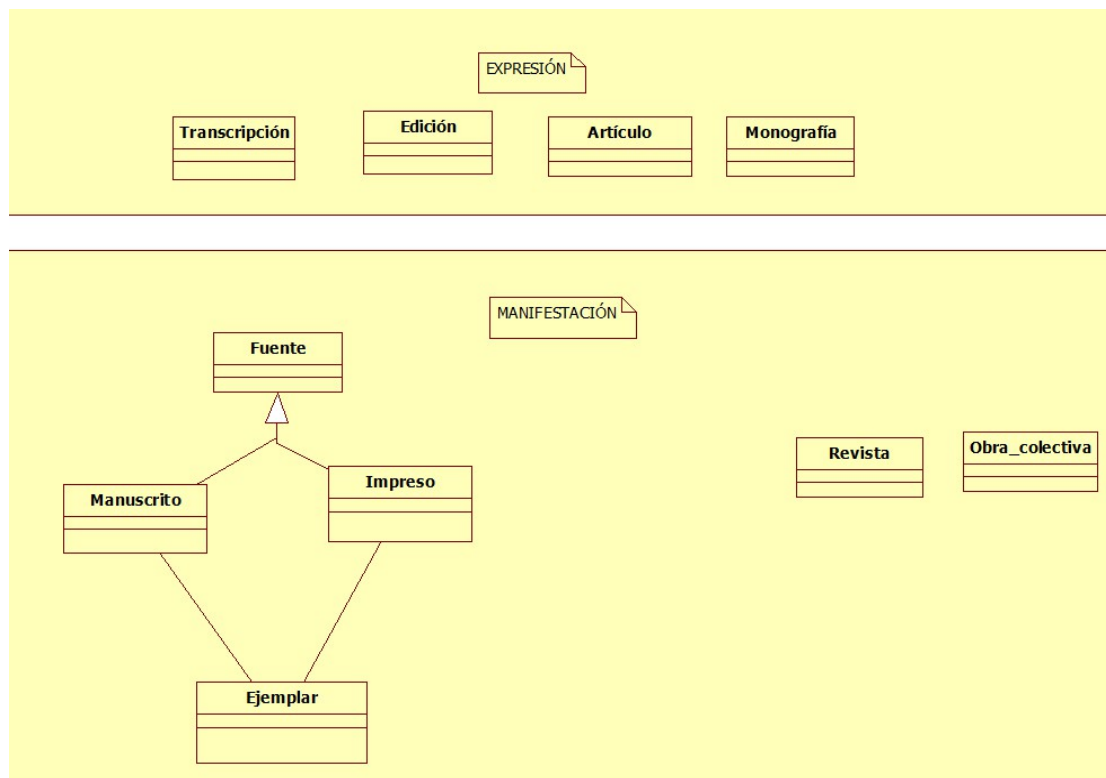 EXPRESIÓN
Transcripción
Edición
Artículo
Monografía
MANIFESTACIÓN
Fuente
Manuscrito
Impreso
Revista
Obra_colectiva
Ejemplar